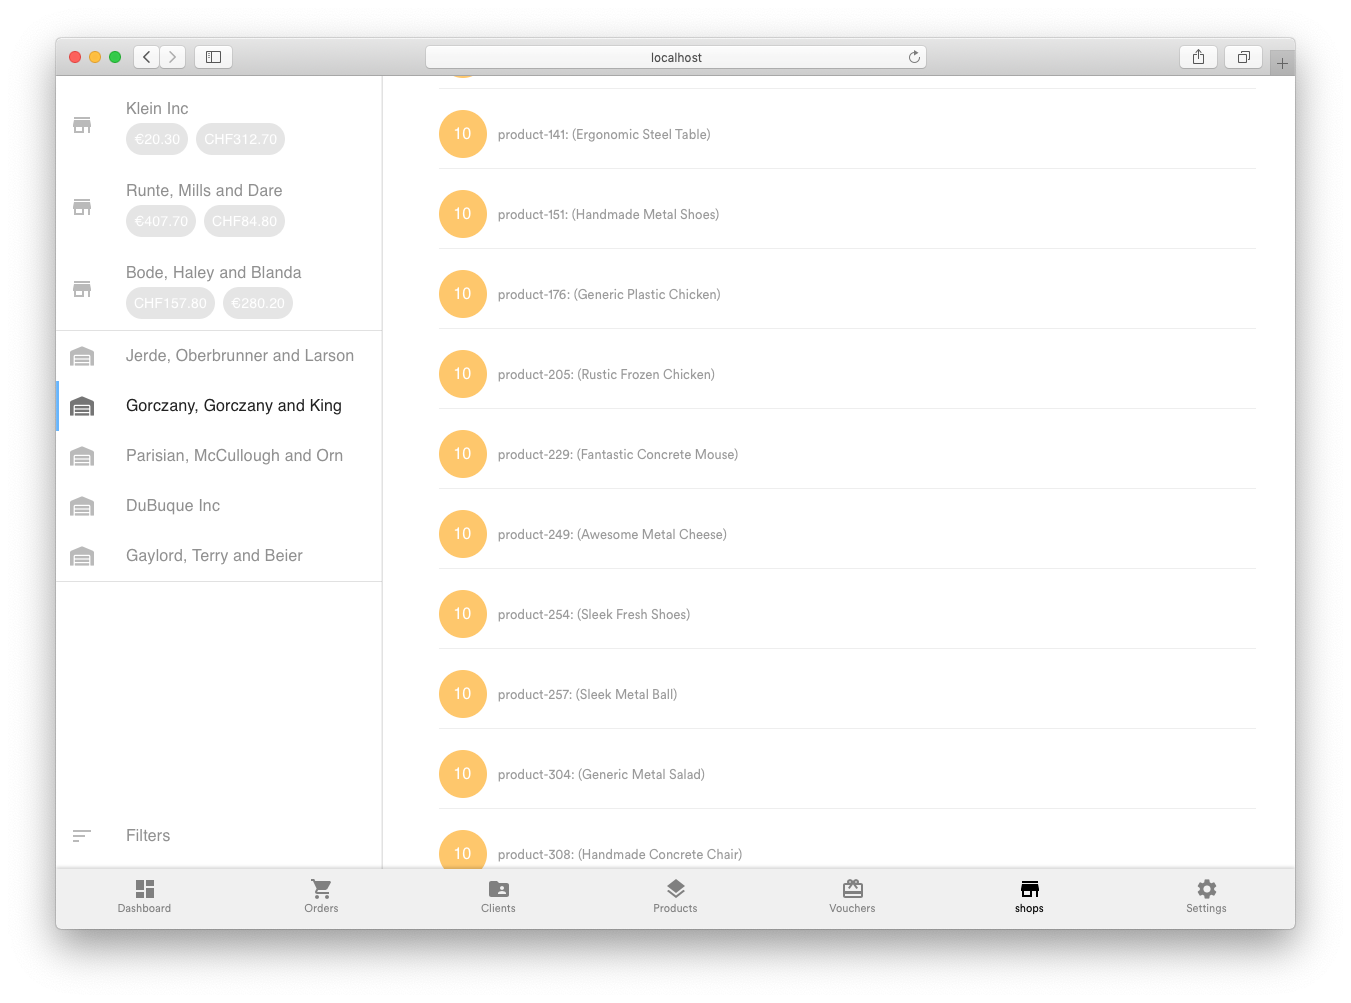 localhost
Klein Inc
€20.30 CHF312.70
Runte, Mills and Dare
€407.70 CHF84.80
Bode, Haley and Blanda
CHF157.80 €280.20
Jerde, Oberbrunner and Larson
Gorczany, Gorczany and King
Parisian, McCullough and Orn
DuBuque Inc
Gaylord, Terry and Beier
Filters
10 product-141: (Ergonomic Steel Table)
10 product-151: (Handmade Metal Shoes)
10 product-176: (Generic Plastic Chicken)
10 product-205: (Rustic Frozen Chicken)
10 product-229: (Fantastic Concrete Mouse)
10 product-249: (Awesome Metal Cheese)
10 product-254: (Sleek Fresh Shoes)
10 product-257: (Sleek Metal Ball)
10 product-304: (Generic Metal Salad)
10 product-308: (Handmade Concrete Chair)
Dashboard Orders Clients Products Vouchers shops Settings